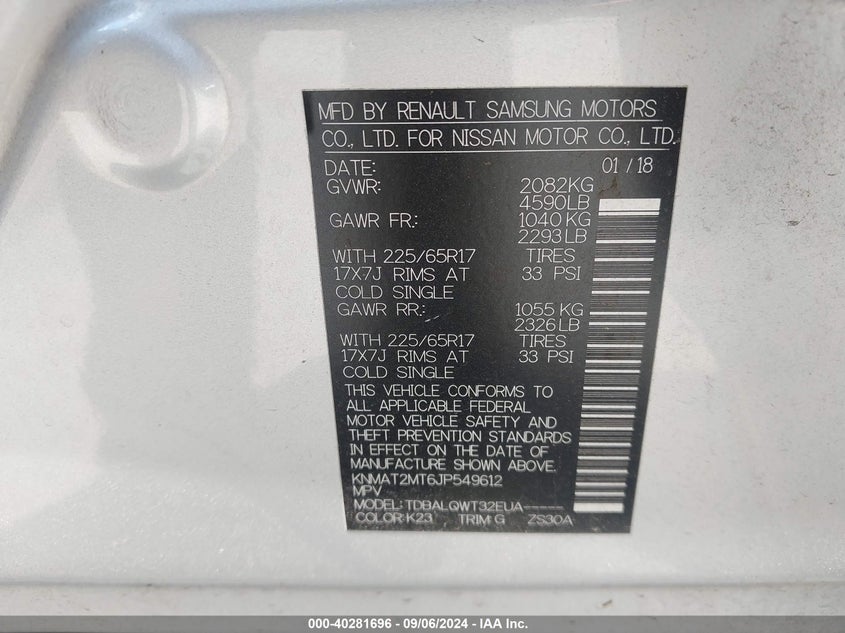 MFD BY RENAULT SAMSUNG MOTORS
CO., LTD. FOR NISSAN MOTOR CO., LTD.
DATE: 01 / 18
GVWR: 2082KG
4590LB
GAWR FR.: 1040 KG
2293 LB
WITH 225/65R17 TIRES
17X7J RIMS AT 33 PSI
COLD SINGLE
GAWR RR.: 1055 KG
2326 LB
WITH 225/65R17 TIRES
17X7J RIMS AT 33 PSI
COLD SINGLE
THIS VEHICLE CONFORMS TO
ALL APPLICABLE FEDERAL
MOTOR VEHICLE SAFETY AND
THEFT PREVENTION STANDARDS
IN EFFECT ON THE DATE OF
MANUFACTURE SHOWN ABOVE.
KNMAT2MT6JP549612
MPV
MODEL: TDBALQWT32EUA-----
COLOR: K23 TRIM: G ZS30A
000-40281696 - 09/06/2024 - IAA Inc.